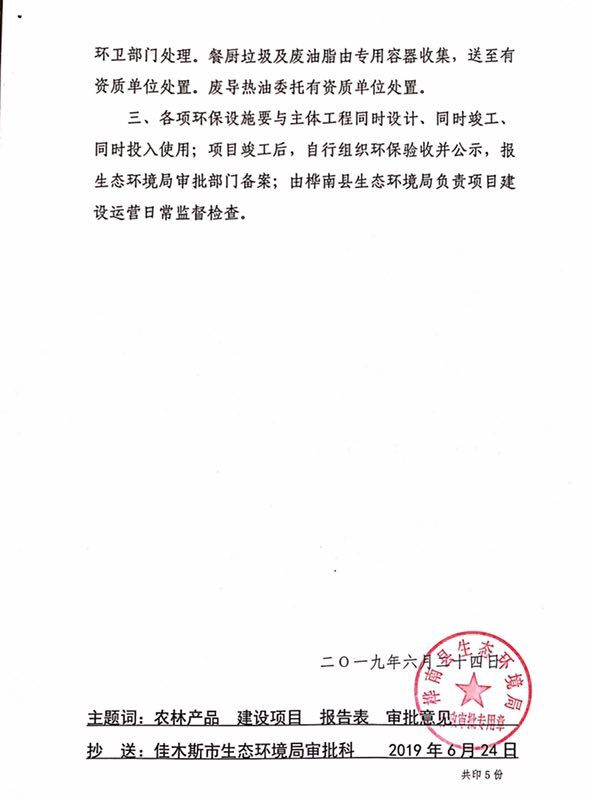 环卫部门处理。餐厨垃圾及废油脂由专用容器收集，送至有
资质单位处置。废导热油委托有资质单位处置。
三、各项环保设施要与主体工程同时设计、同时竣工、
同时投入使用；项目竣工后，自行组织环保验收并公示，报
生态环境局审批部门备案；由桦南县生态环境局负责项目建
设运营日常监督检查。
二〇一九年六月二十四日
桦南县生态环境局
审批专用章
主题词：农林产品 建设项目 报告表 审批意见
抄 送：佳木斯市生态环境局审批科 2019 年 6 月 24 日
共印 5 份